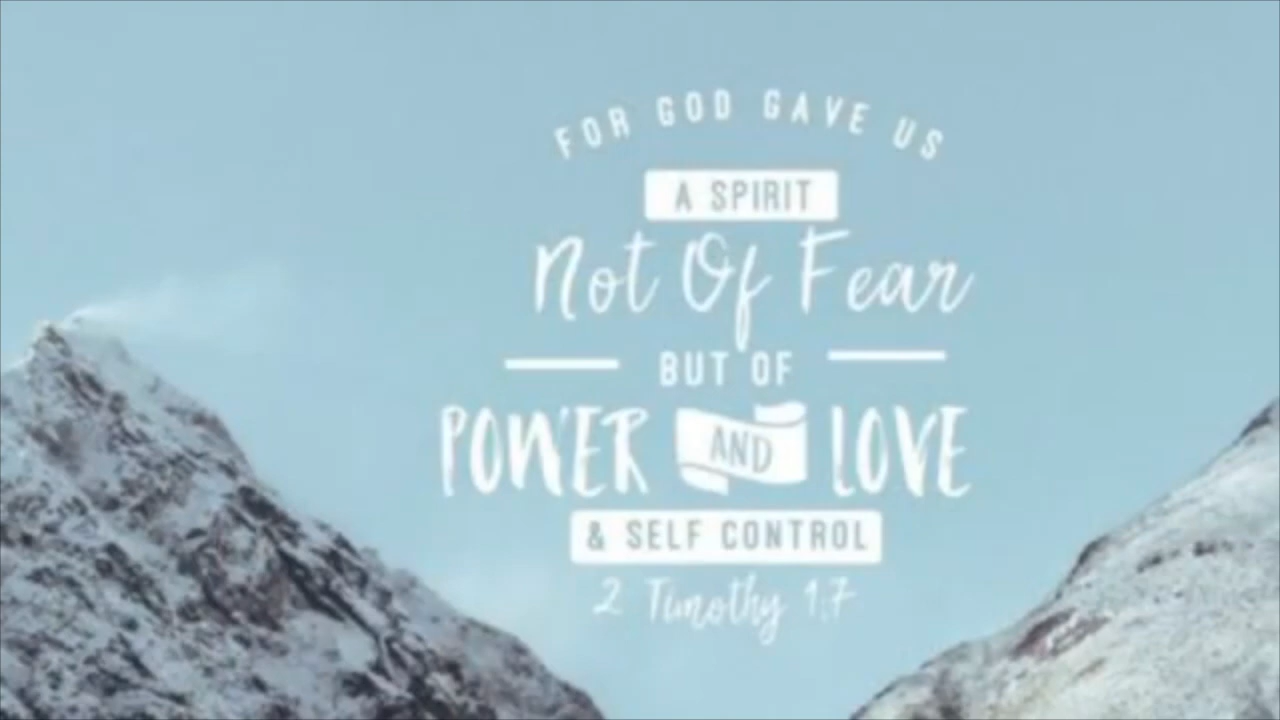 FOR GOD GAVE US
A SPIRIT
Not Of Fear
BUT OF
POWER AND LOVE
& SELF CONTROL
2 Timothy 1:7